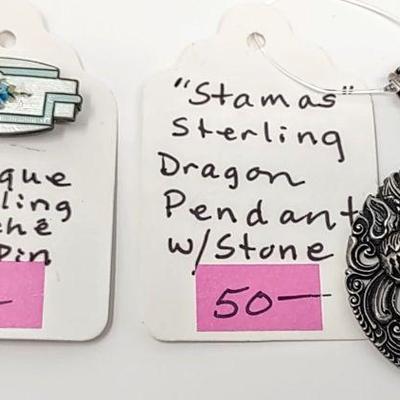 que
ling
ché
Pin
"Stamas"
Sterling
Dragon
Pendant
w/Stone
50—